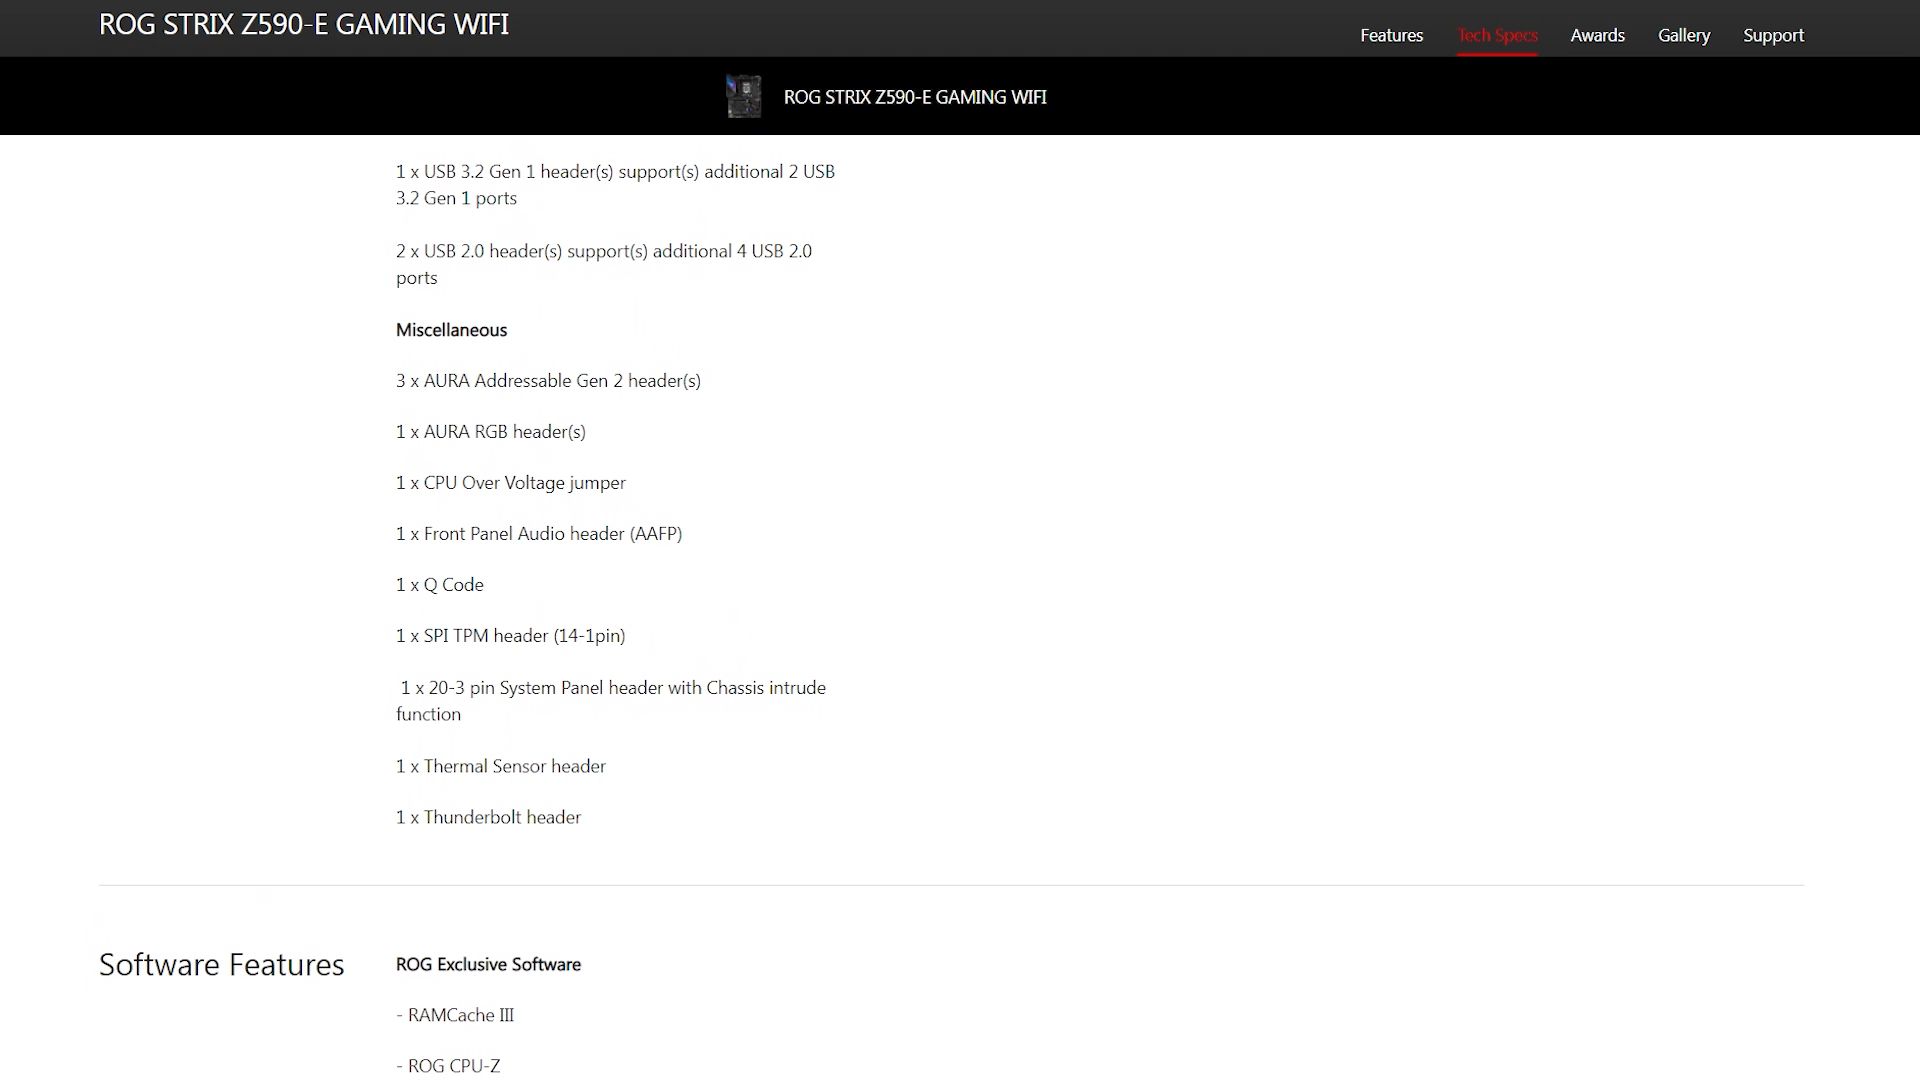 ROG STRIX Z590-E GAMING WIFI
Features
Tech Specs
Awards
Gallery
Support
ROG STRIX Z590-E GAMING WIFI
1 x USB 3.2 Gen 1 header(s) support(s) additional 2 USB
3.2 Gen 1 ports
2 x USB 2.0 header(s) support(s) additional 4 USB 2.0
ports
Miscellaneous
3 x AURA Addressable Gen 2 header(s)
1 x AURA RGB header(s)
1 x CPU Over Voltage jumper
1 x Front Panel Audio header (AAFP)
1 x Q Code
1 x SPI TPM header (14-1pin)
1 x 20-3 pin System Panel header with Chassis intrude
function
1 x Thermal Sensor header
1 x Thunderbolt header
Software Features
ROG Exclusive Software
- RAMCache III
- ROG CPU-Z